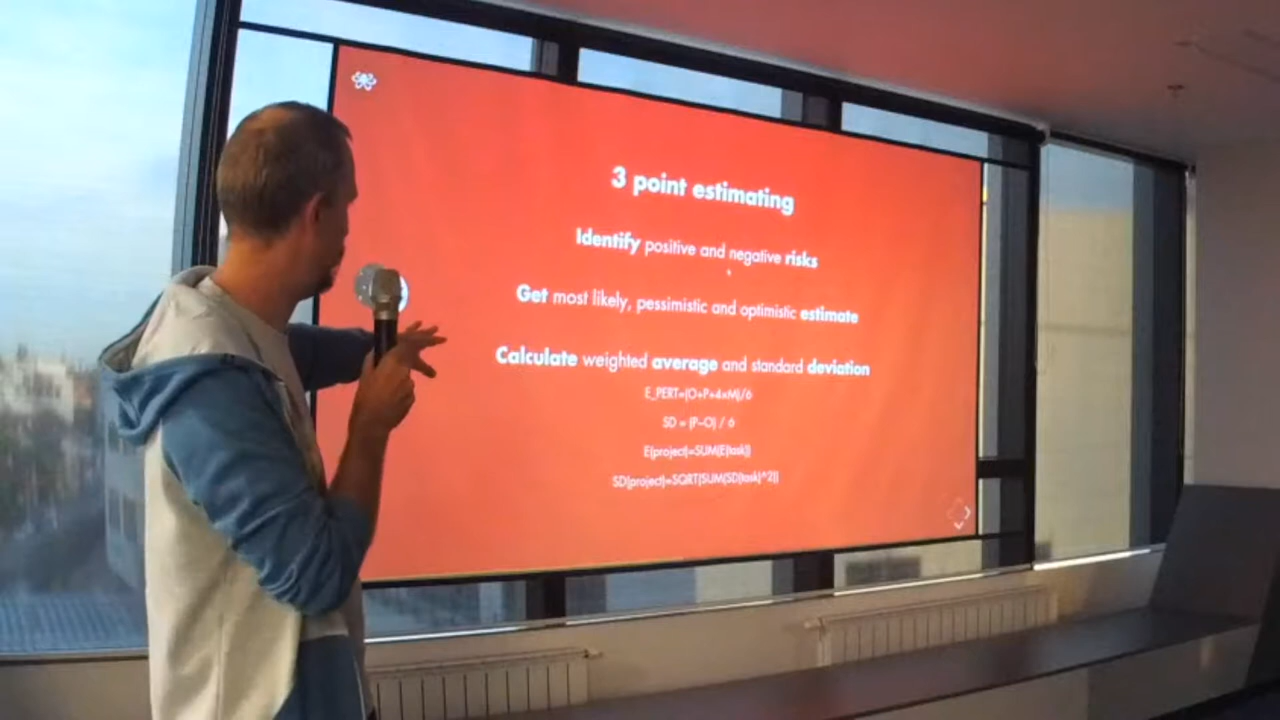 3 point estimating
Identify positive and negative risks
Get most likely, pessimistic and optimistic estimate
Calculate weighted average and standard deviation
E_PERT=(O+P+4×M)/6
SD = (P–O) / 6
E(project)=SUM(E(task))
SD(project)=SQRT(SUM(SD(task)^2))